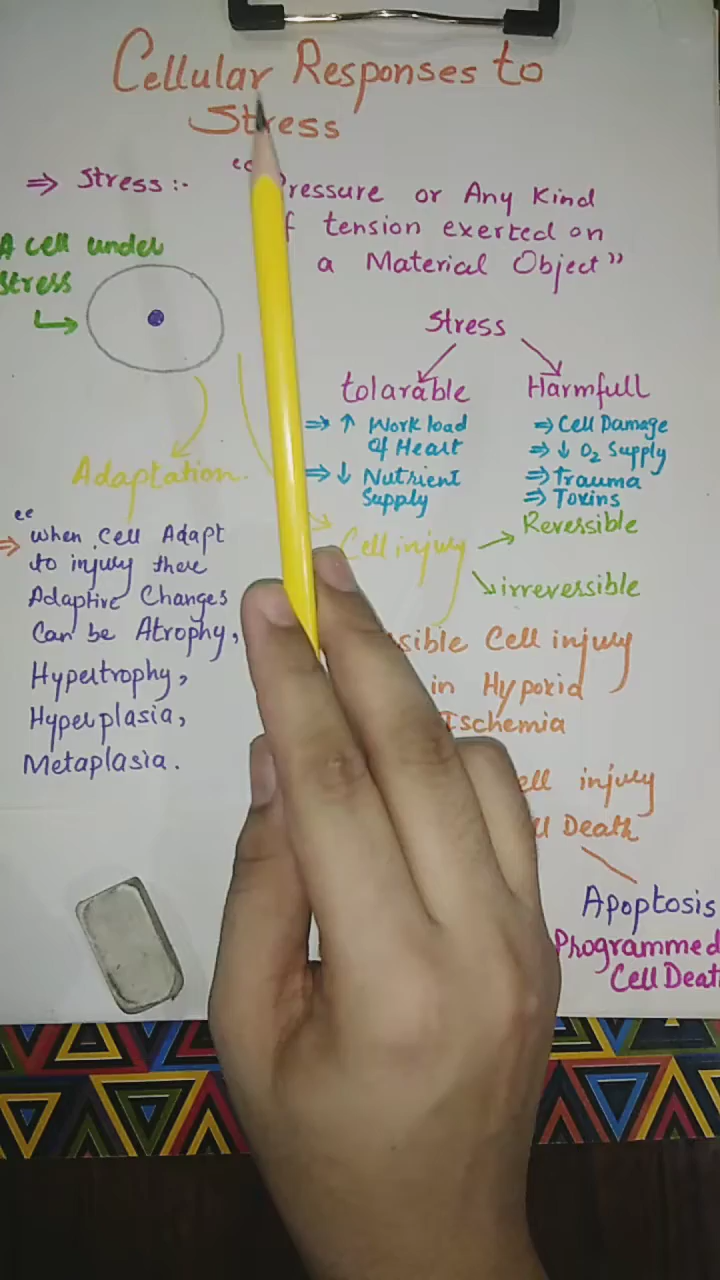 Cellular Responses to
Stress
⇒ Stress :- "
ressure or Any Kind
tension exerted on
a Material Object"
A cell under
stress
Stress
tolarable
Harmfull
⇒ ↑ Work load
of Heart
⇒ ↓ Nutrient
Supply
⇒ Cell Damage
⇒ ↓ O2 Supply
⇒ Trauma
⇒ Toxins
Adaptation.
Cell injury
Reversible
irreversible
⇒ "when cell Adapt
to injury there
Adaptive Changes
Can be Atrophy,
Hypertrophy,
Hyperplasia,
Metaplasia.
sible Cell injury
in Hypoxid
Ischemia
ell injury
ll Death
Apoptosis
Programmed
Cell Deat